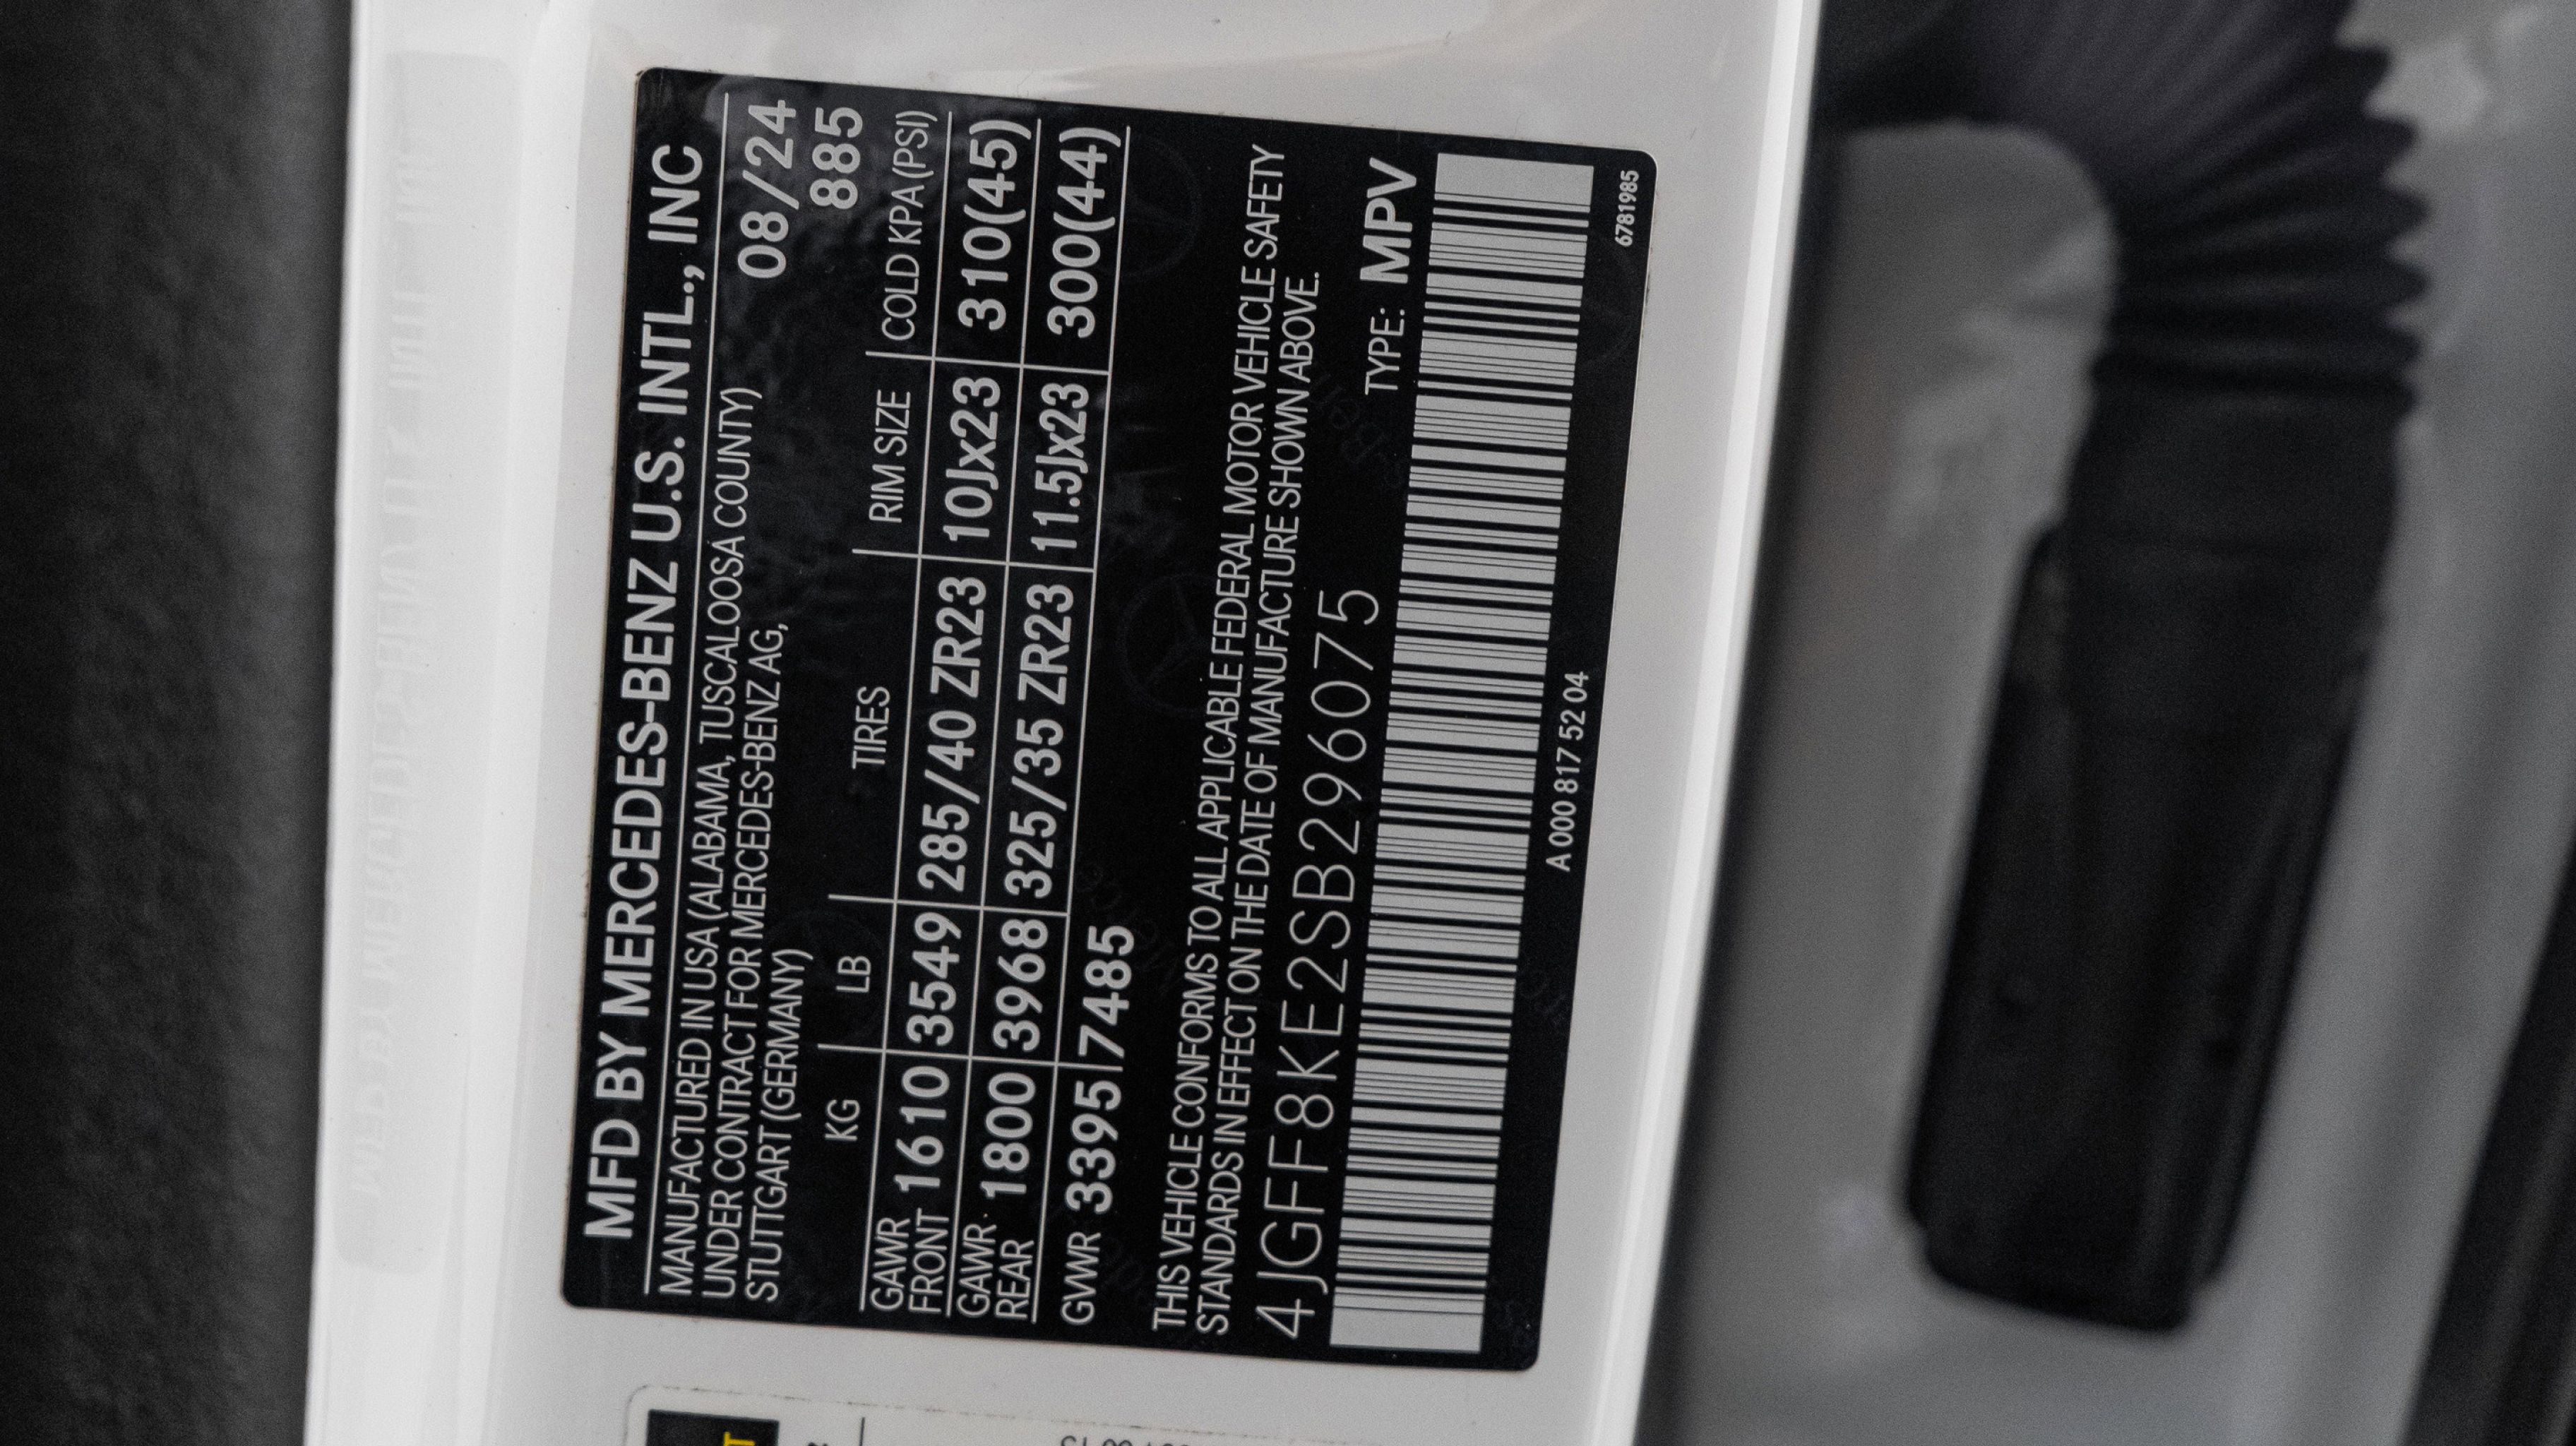 MFD BY MERCEDES-BENZ U.S. INTL., INC
MANUFACTURED IN USA (ALABAMA, TUSCALOOSA COUNTY)
UNDER CONTRACT FOR MERCEDES-BENZ AG,
STUTTGART (GERMANY)
08/24
885
KG LB TIRES RIM SIZE COLD KPA (PSI)
GAWR FRONT 1610 3549 285/40 ZR23 10Jx23 310(45)
GAWR REAR 1800 3968 325/35 ZR23 11.5Jx23 300(44)
GVWR 3395 7485
THIS VEHICLE CONFORMS TO ALL APPLICABLE FEDERAL MOTOR VEHICLE SAFETY
STANDARDS IN EFFECT ON THE DATE OF MANUFACTURE SHOWN ABOVE.
4JGFF8KE2SB296075 TYPE: MPV
A 000 817 52 04
6781985